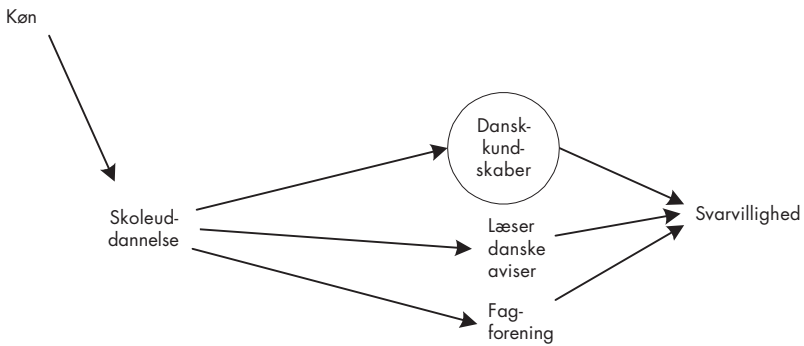 Køn
Skoleud-
dannelse
Dansk-
kund-
skaber
Læser
danske
aviser
Fag-
forening
Svarvillighed